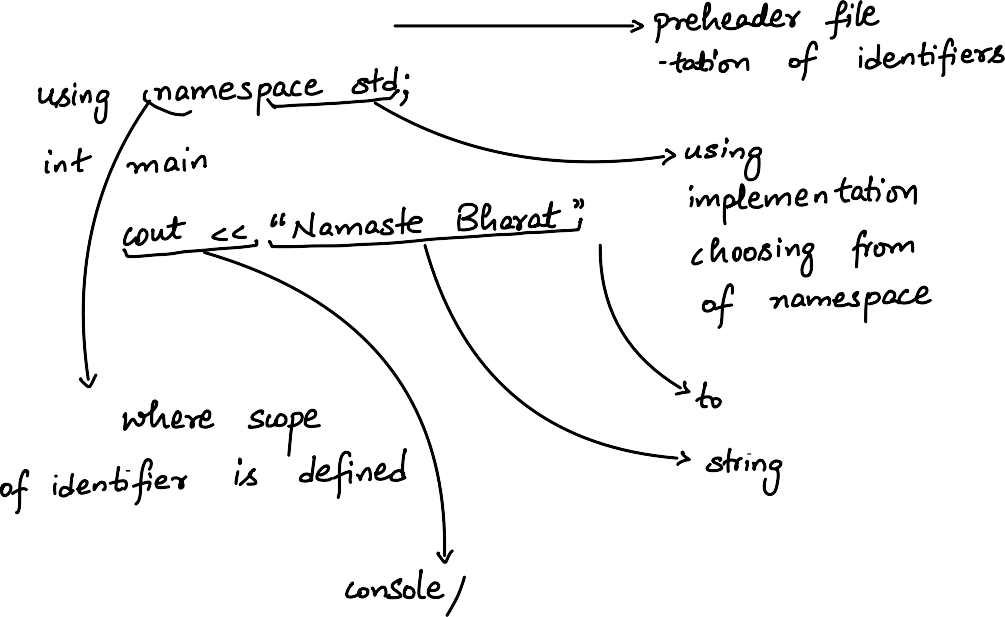 preheader file
-tation of identifiers
using namespace std;
using
int main
implementation
cout << "Namaste Bharat";
choosing from
of namespace
to
where scope
string
of identifier is defined
console/